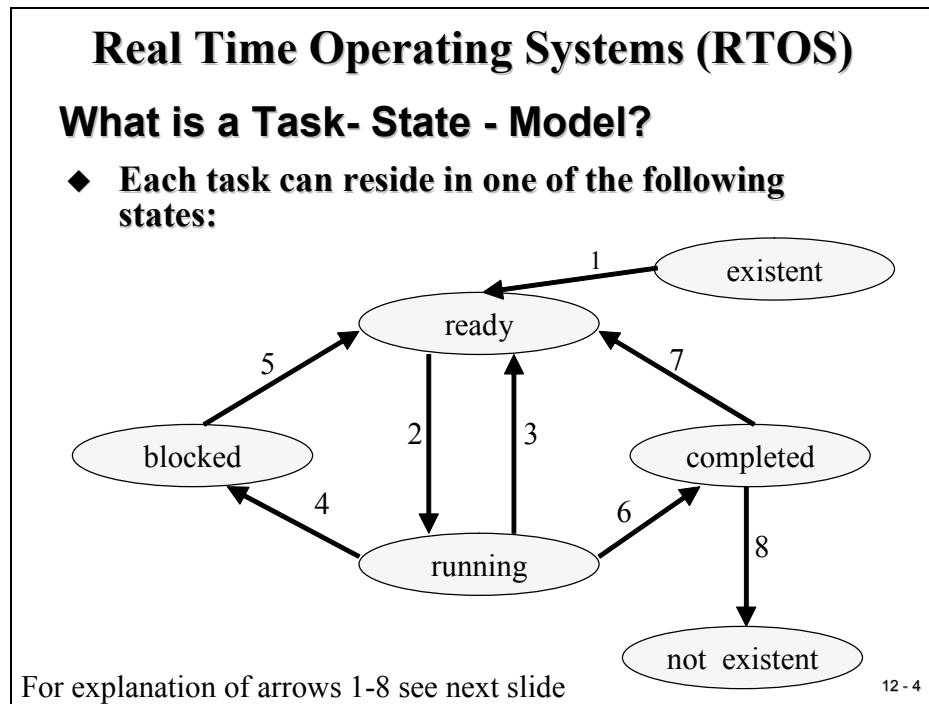 Real Time Operating Systems (RTOS)
What is a Task- State - Model?
◆ Each task can reside in one of the following
states:
1
existent
ready
5
7
2
3
blocked
completed
4
6
8
running
not existent
For explanation of arrows 1-8 see next slide
12 - 4